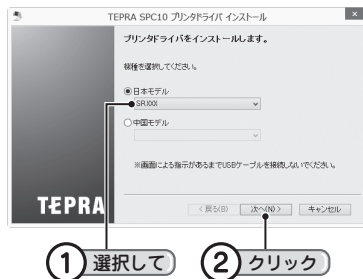 TEPRA SPC10 プリンタドライバ インストール
プリンタドライバをインストールします。
機種を選択してください。
日本モデル
SRXXX
中国モデル
※画面による指示があるまでUSBケーブルを接続しないでください。
TEPRA
< 戻る(B)
次へ(N) >
キャンセル
1 選択して
2 クリック